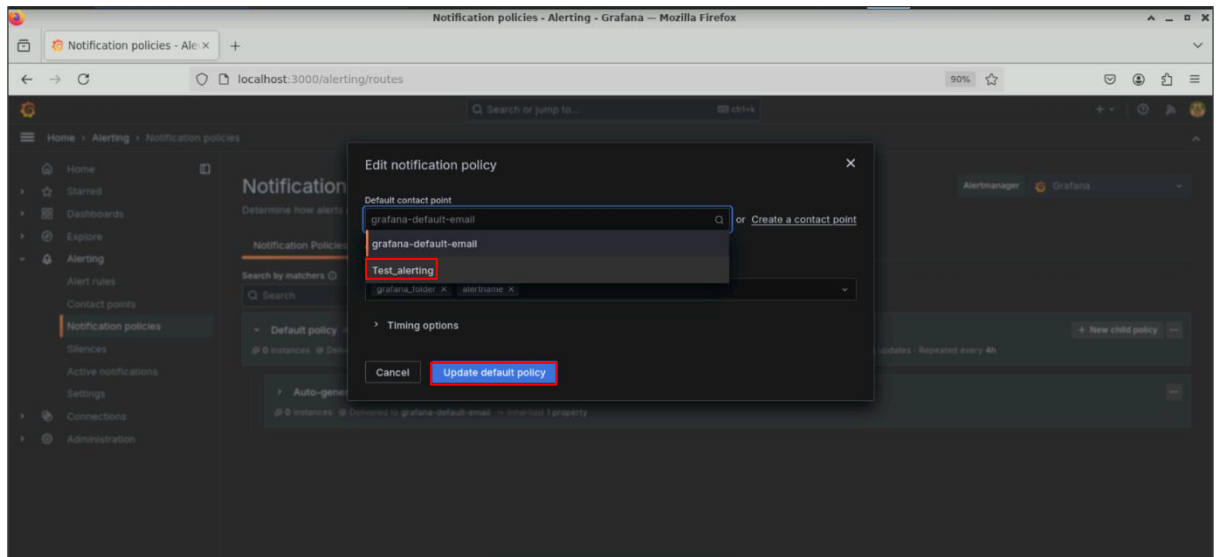 Notification policies - Alerting - Grafana — Mozilla Firefox
Notification policies - Ale
localhost:3000/alerting/routes
90%
Search or jump to...
ctrl+k
Home › Alerting › Notification policies
Home
Starred
Dashboards
Explore
Alerting
Alert rules
Contact points
Notification policies
Silences
Active notifications
Settings
Connections
Administration
Notification
Determine how alerts
Alertmanager
Grafana
Notification Policies
Search by matchers
Search
Default policy
+ New child policy
0 instances
updates · Repeated every 4h
Auto-gene
0 instances Delivered to grafana-default-email Inherited 1 property
Edit notification policy
Default contact point
grafana-default-email
or Create a contact point
grafana-default-email
Test_alerting
grafana_folder
alertname
Timing options
Cancel
Update default policy